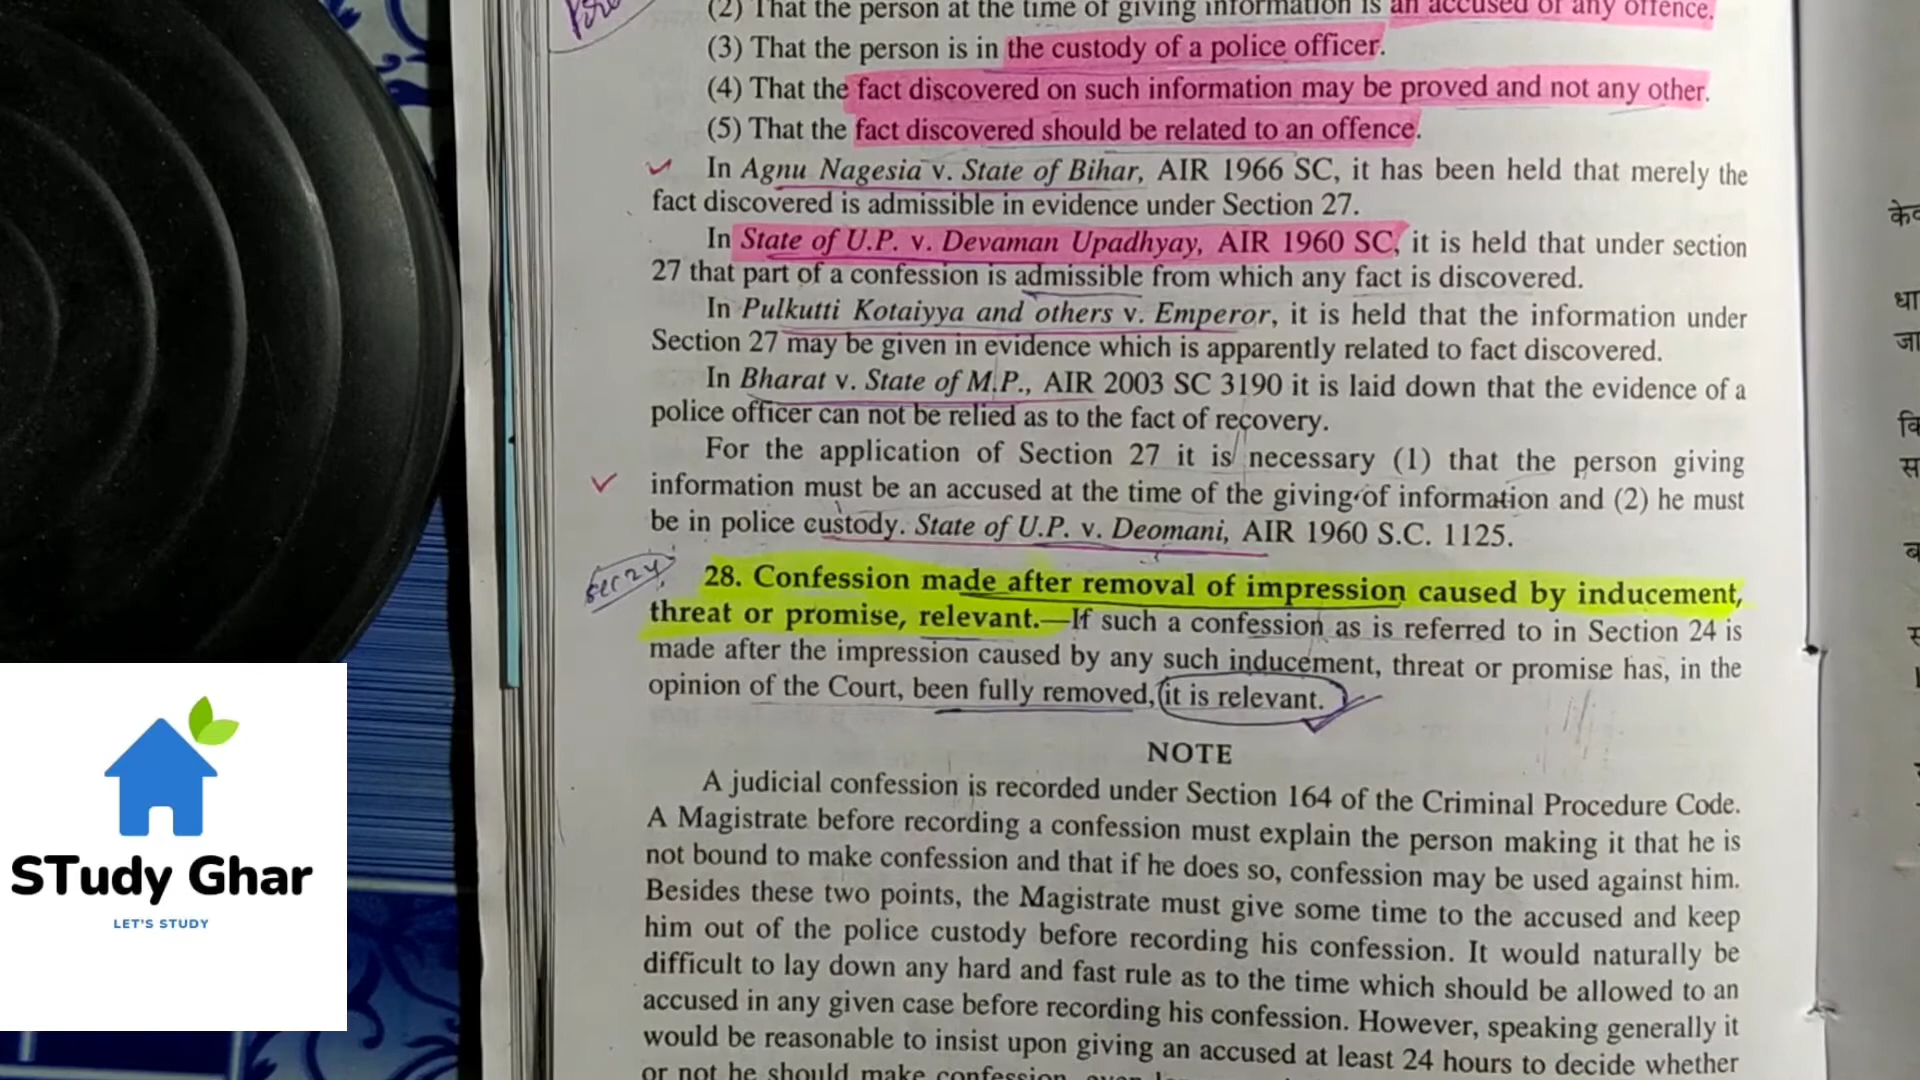 (2) That the person at the time of giving information is an accused of any offence.
(3) That the person is in the custody of a police officer.
(4) That the fact discovered on such information may be proved and not any other.
(5) That the fact discovered should be related to an offence.
In Agnu Nagesia v. State of Bihar, AIR 1966 SC, it has been held that merely the
fact discovered is admissible in evidence under Section 27.
In State of U.P. v. Devaman Upadhyay, AIR 1960 SC, it is held that under section
27 that part of a confession is admissible from which any fact is discovered.
In Pulkutti Kotaiyya and others v. Emperor, it is held that the information under
Section 27 may be given in evidence which is apparently related to fact discovered.
In Bharat v. State of M.P., AIR 2003 SC 3190 it is laid down that the evidence of a
police officer can not be relied as to the fact of recovery.
For the application of Section 27 it is necessary (1) that the person giving
information must be an accused at the time of the giving of information and (2) he must
be in police custody. State of U.P. v. Deomani, AIR 1960 S.C. 1125.
Sec 24
28. Confession made after removal of impression caused by inducement,
threat or promise, relevant.—If such a confession as is referred to in Section 24 is
made after the impression caused by any such inducement, threat or promise has, in the
opinion of the Court, been fully removed, it is relevant.
NOTE
A judicial confession is recorded under Section 164 of the Criminal Procedure Code.
A Magistrate before recording a confession must explain the person making it that he is
not bound to make confession and that if he does so, confession may be used against him.
Besides these two points, the Magistrate must give some time to the accused and keep
him out of the police custody before recording his confession. It would naturally be
difficult to lay down any hard and fast rule as to the time which should be allowed to an
accused in any given case before recording his confession. However, speaking generally it
would be reasonable to insist upon giving an accused at least 24 hours to decide whether
or not he should make confession
STudy Ghar
LET'S STUDY
धा